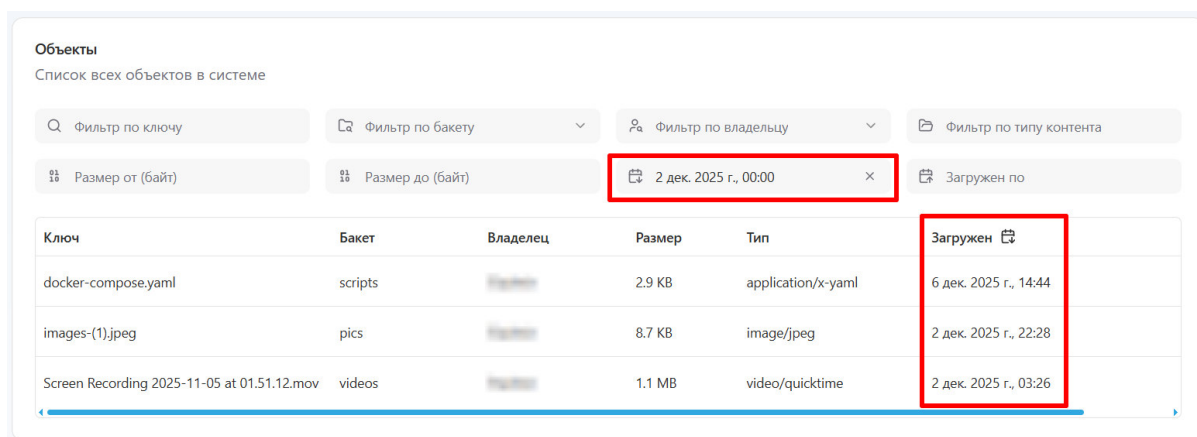 Объекты
Список всех объектов в системе
Фильтр по ключу Фильтр по бакету Фильтр по владельцу Фильтр по типу контента
Размер от (байт) Размер до (байт) 2 дек. 2025 г., 00:00 Загружен по
Ключ Бакет Владелец Размер Тип Загружен
docker-compose.yaml scripts 2.9 KB application/x-yaml 6 дек. 2025 г., 14:44
images-(1).jpeg pics 8.7 KB image/jpeg 2 дек. 2025 г., 22:28
Screen Recording 2025-11-05 at 01.51.12.mov videos 1.1 MB video/quicktime 2 дек. 2025 г., 03:26